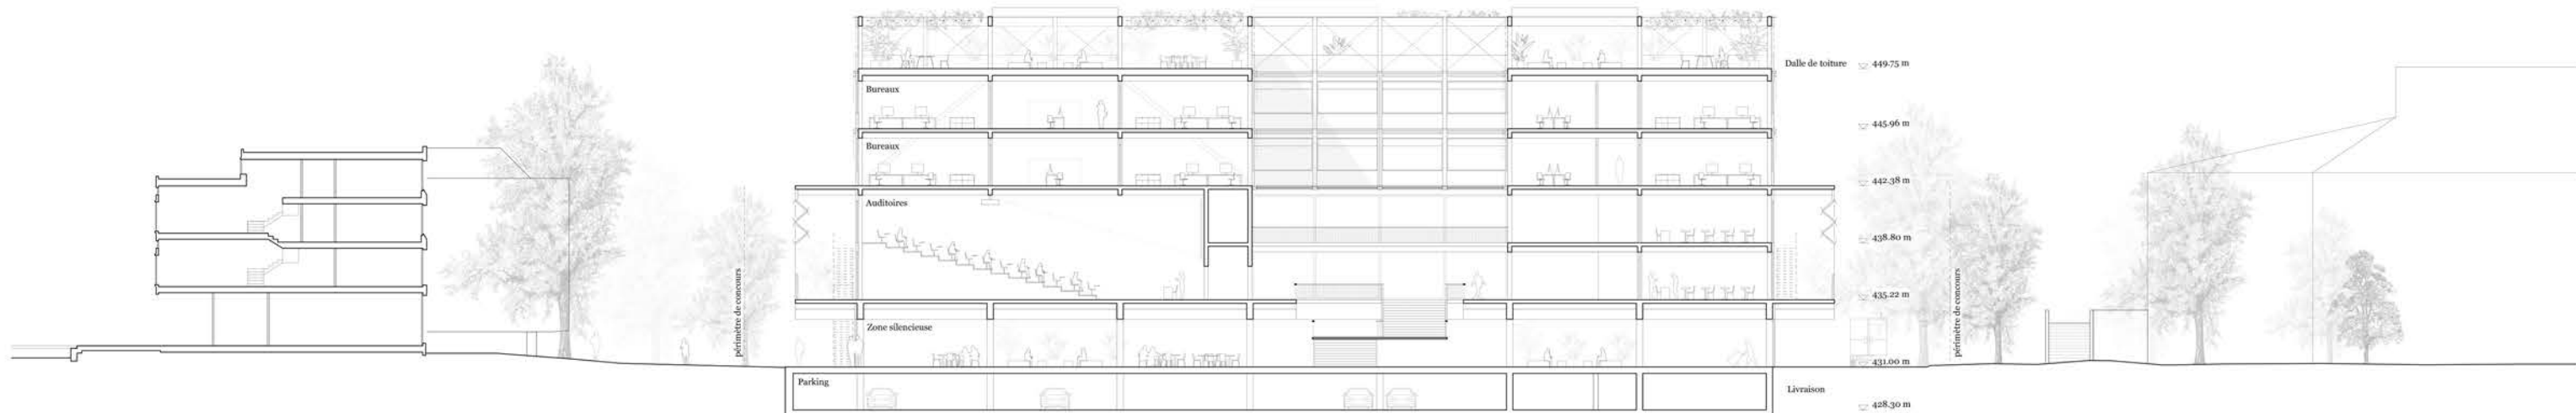 Dalle de toiture 449.75 m
Bureaux
445.96 m
Bureaux
442.38 m
Auditoires
438.80 m
périmètre de concours
périmètre de concours
435.22 m
Zone silencieuse
431.00 m
Parking
Livraison
428.30 m